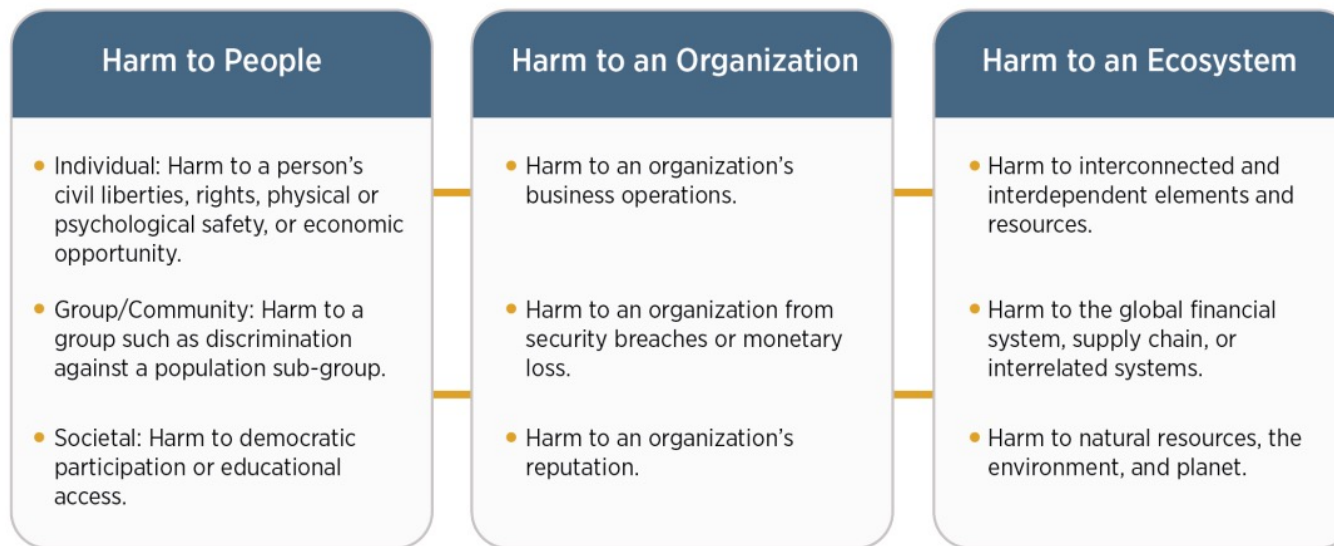 Harm to People
Individual: Harm to a person’s
civil liberties, rights, physical or
psychological safety, or economic
opportunity.
Group/Community: Harm to a
group such as discrimination
against a population sub-group.
Societal: Harm to democratic
participation or educational
access.
Harm to an Organization
Harm to an organization’s
business operations.
Harm to an organization from
security breaches or monetary
loss.
Harm to an organization’s
reputation.
Harm to an Ecosystem
Harm to interconnected and
interdependent elements and
resources.
Harm to the global financial
system, supply chain, or
interrelated systems.
Harm to natural resources, the
environment, and planet.